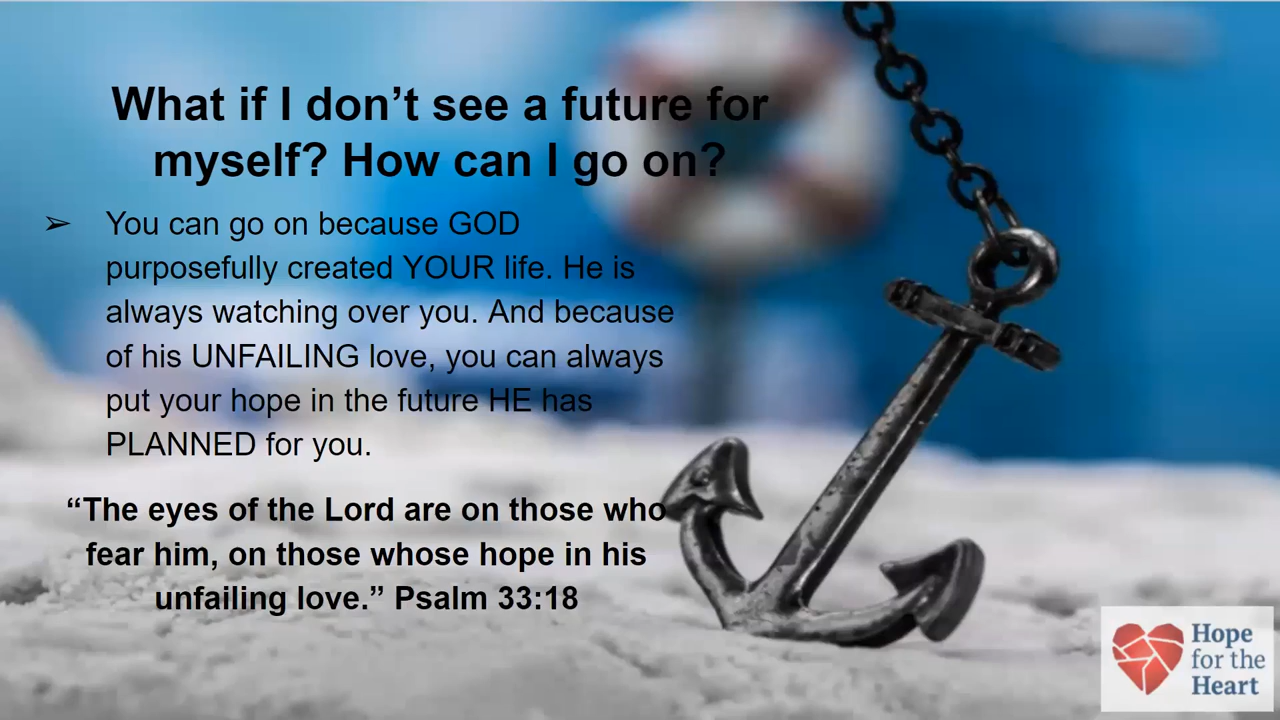 What if I don’t see a future for
myself? How can I go on?
➢ You can go on because GOD
purposefully created YOUR life. He is
always watching over you. And because
of his UNFAILING love, you can always
put your hope in the future HE has
PLANNED for you.
“The eyes of the Lord are on those who
fear him, on those whose hope in his
unfailing love.” Psalm 33:18
Hope
for the
Heart